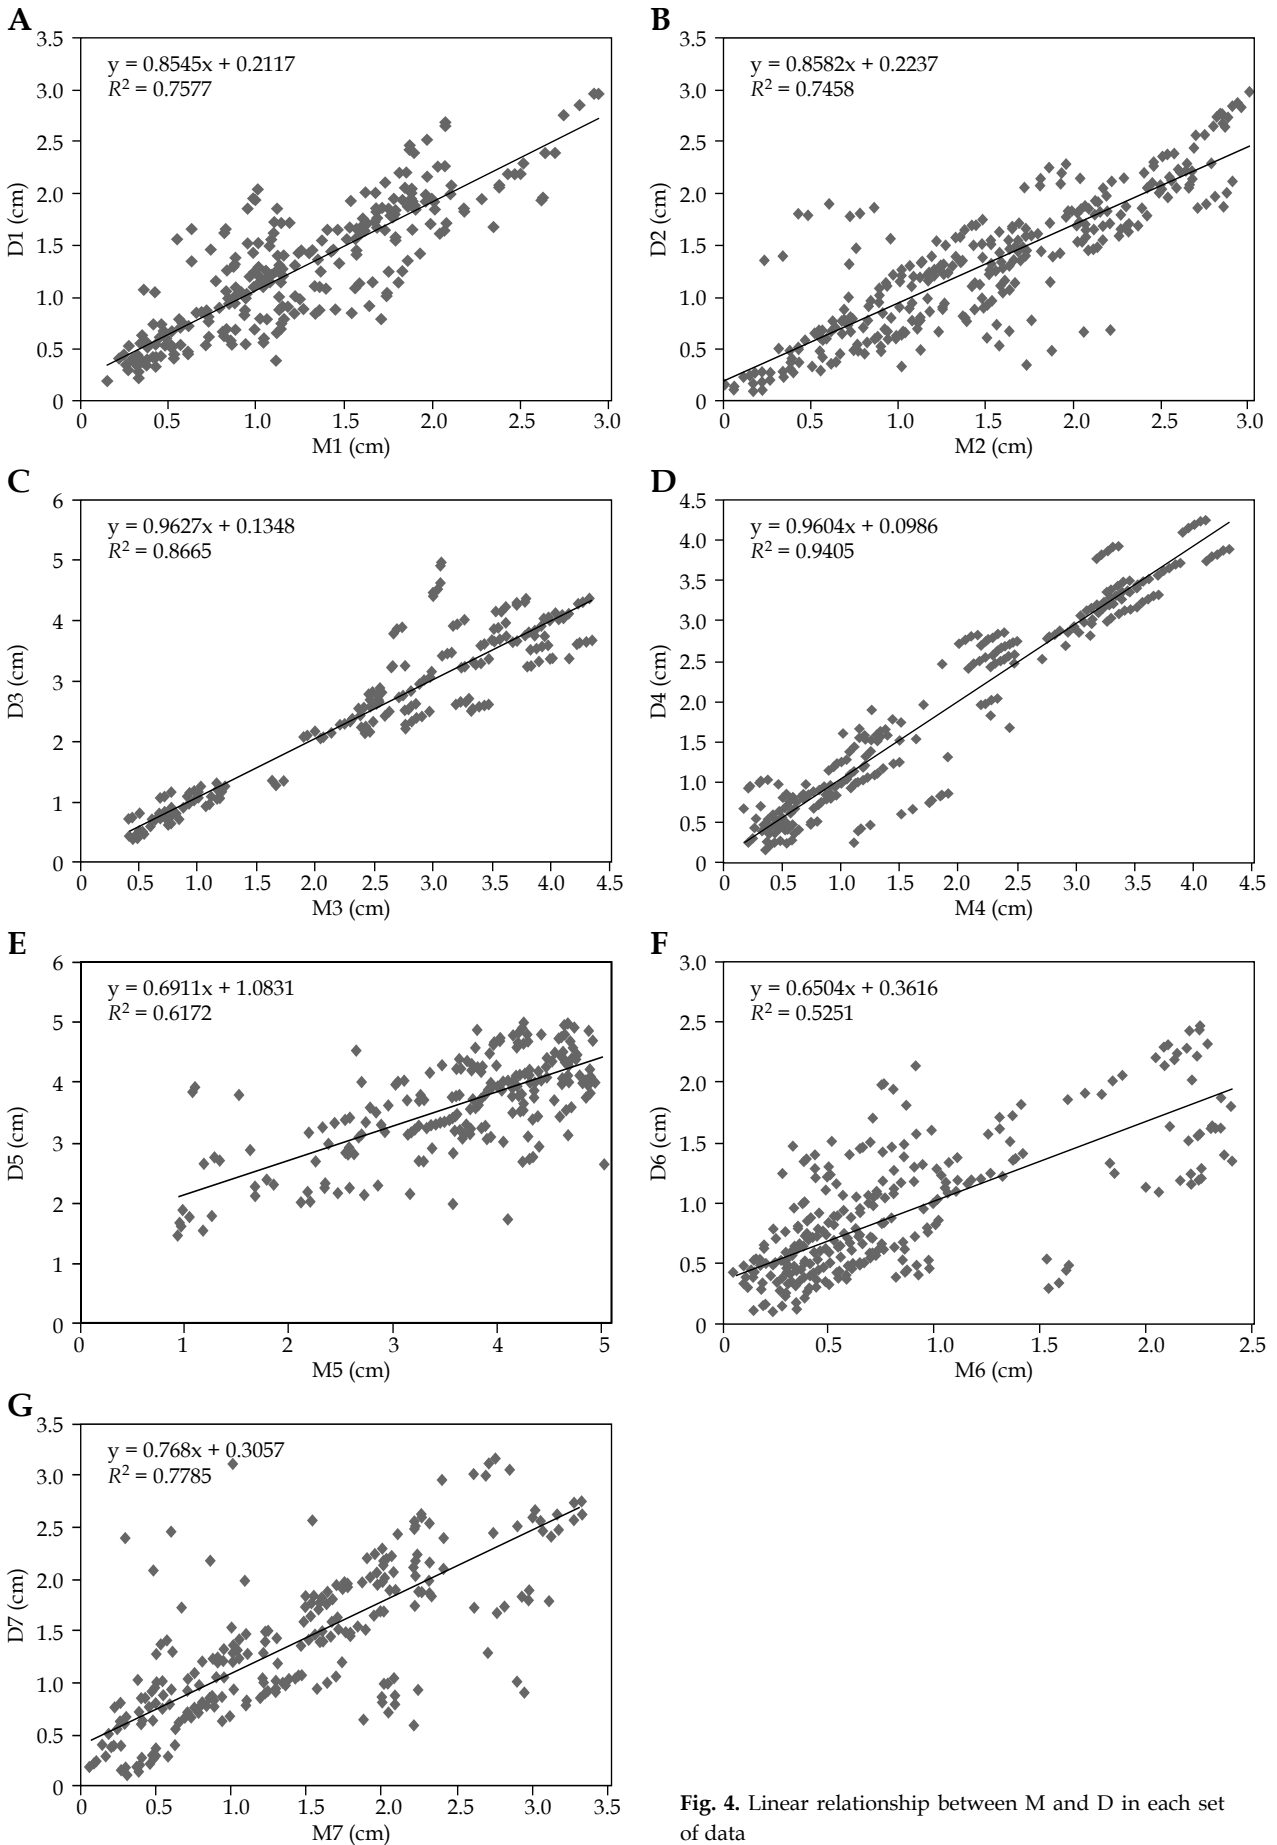 A
B
3.5
3.0
2.5
2.0
1.5
1.0
0.5
0
D1 (cm)
y = 0.8545x + 0.2117
R² = 0.7577
0 0.5 1.0 1.5 2.0 2.5 3.0
M1 (cm)
3.5
3.0
2.5
2.0
1.5
1.0
0.5
0
D2 (cm)
y = 0.8582x + 0.2237
R² = 0.7458
0 0.5 1.0 1.5 2.0 2.5 3.0
M2 (cm)
C
D
6
5
4
3
2
1
0
D3 (cm)
y = 0.9627x + 0.1348
R² = 0.8665
0 0.5 1.0 1.5 2.0 2.5 3.0 3.5 4.0 4.5
M3 (cm)
4.5
4.0
3.5
3.0
2.5
2.0
1.5
1.0
0.5
0
D4 (cm)
y = 0.9604x + 0.0986
R² = 0.9405
0 0.5 1.0 1.5 2.0 2.5 3.0 3.5 4.0 4.5
M4 (cm)
E
F
6
5
4
3
2
1
0
D5 (cm)
y = 0.6911x + 1.0831
R² = 0.6172
0 1 2 3 4 5
M5 (cm)
3.0
2.5
2.0
1.5
1.0
0.5
0
D6 (cm)
y = 0.6504x + 0.3616
R² = 0.5251
0 0.5 1.0 1.5 2.0 2.5
M6 (cm)
G
3.5
3.0
2.5
2.0
1.5
1.0
0.5
0
D7 (cm)
y = 0.768x + 0.3057
R² = 0.7785
0 0.5 1.0 1.5 2.0 2.5 3.0 3.5
M7 (cm)
Fig. 4. Linear relationship between M and D in each set
of data